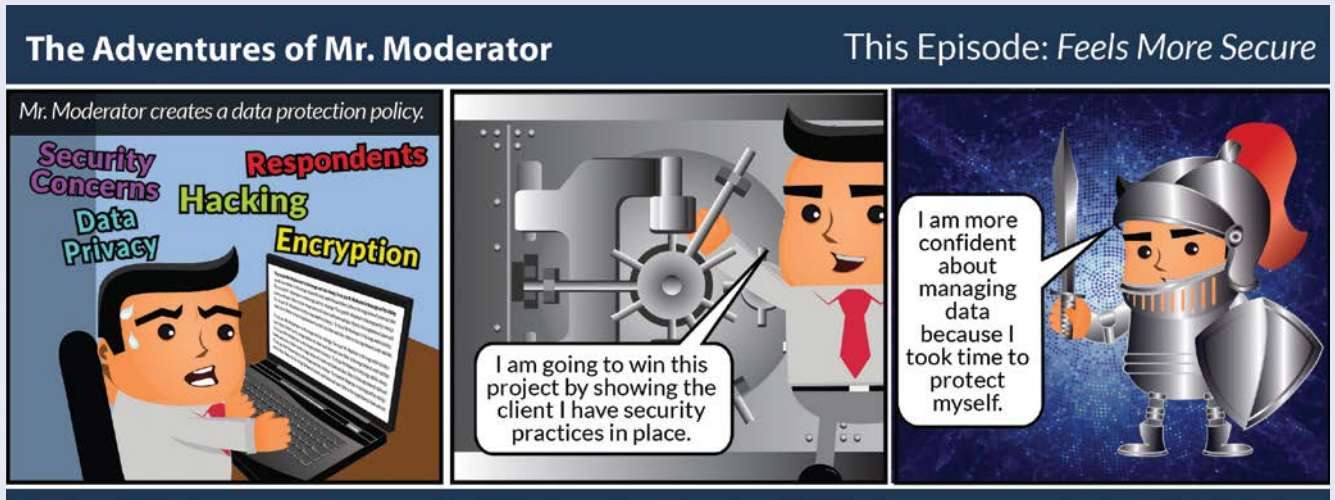 The Adventures of Mr. Moderator
This Episode: Feels More Secure
Mr. Moderator creates a data protection policy.
Security
Concerns
Respondents
Hacking
Data
Privacy
Encryption
I am going to win this
project by showing the
client I have security
practices in place.
I am more
confident
about
managing
data
because I
took time to
protect
myself.